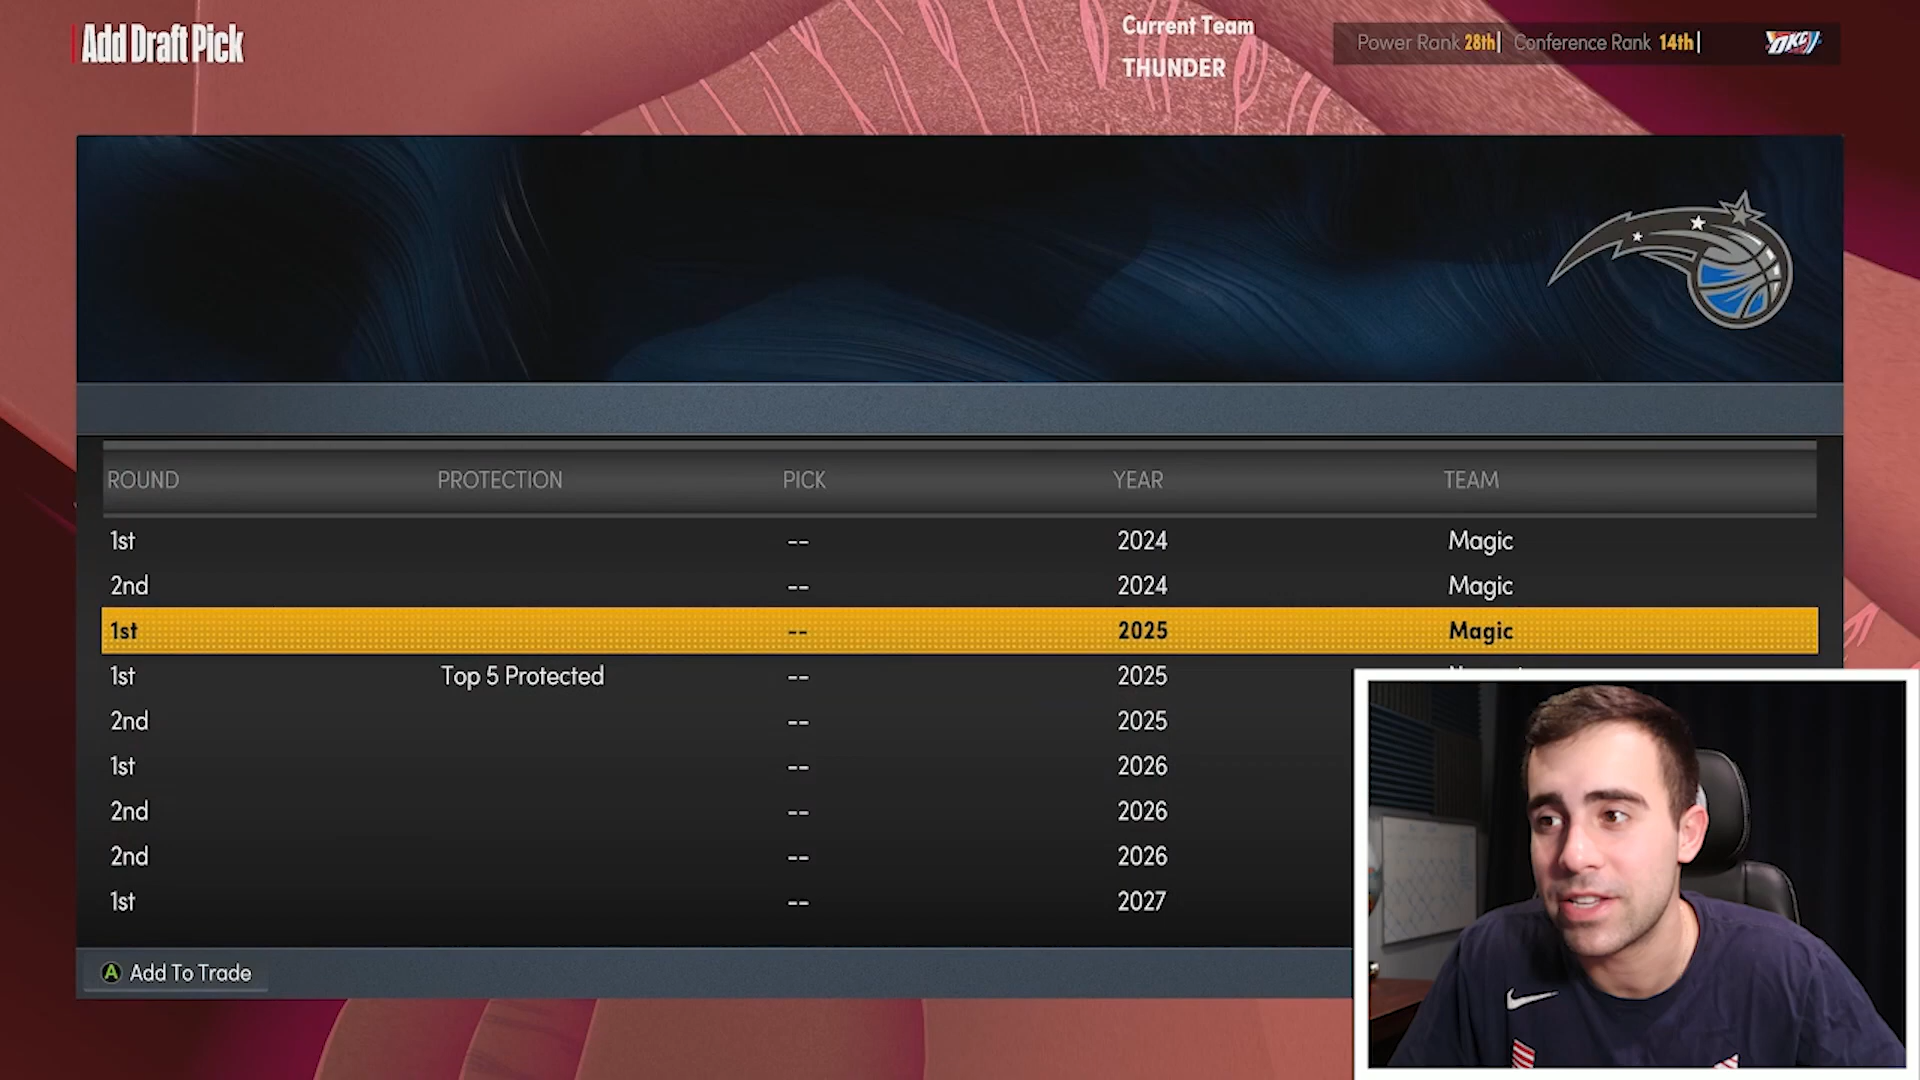 Add Draft Pick
Current Team
THUNDER
Power Rank 28th| Conference Rank 14th|
OKC
ROUND PROTECTION PICK YEAR TEAM
1st -- 2024 Magic
2nd -- 2024 Magic
1st -- 2025 Magic
1st Top 5 Protected -- 2025
2nd -- 2025
1st -- 2026
2nd -- 2026
2nd -- 2026
1st -- 2027
A Add To Trade